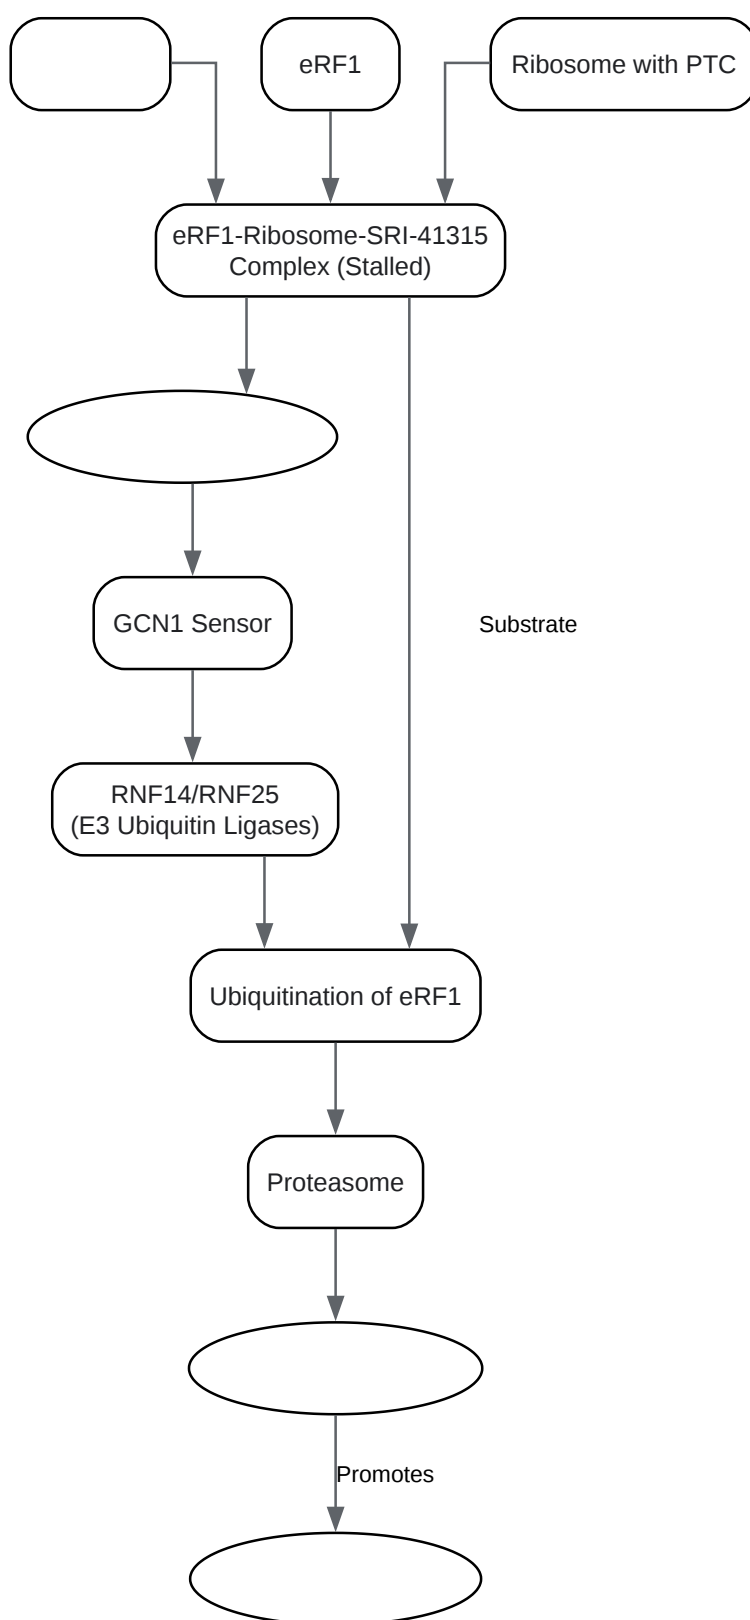 eRF1
Ribosome with PTC
eRF1-Ribosome-SRI-41315
Complex (Stalled)
GCN1 Sensor
Substrate
RNF14/RNF25
(E3 Ubiquitin Ligases)
Ubiquitination of eRF1
Proteasome
Promotes